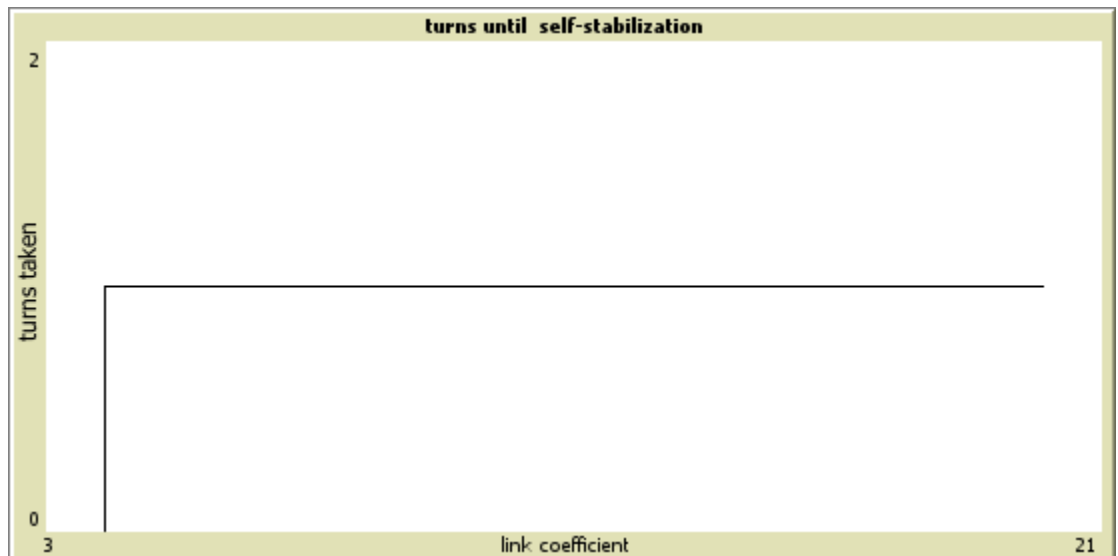 turns until  self-stabilization
2
turns taken
0
3
link coefficient
21